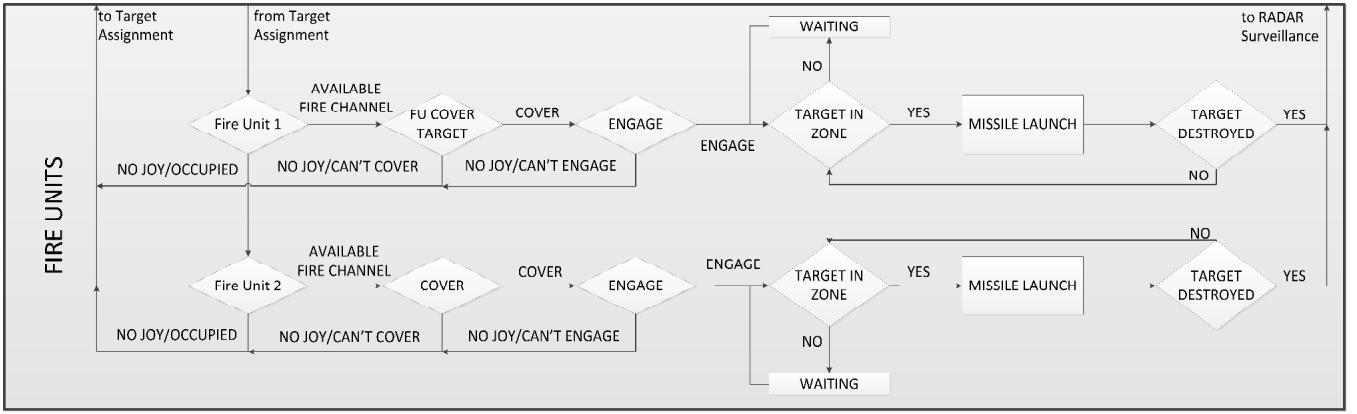 to Target
Assignment
from Target
Assignment
to RADAR
Surveillance
WAITING
NO
AVAILABLE
FIRE CHANNEL
Fire Unit 1
FU COVER
TARGET
COVER
ENGAGE
ENGAGE
TARGET IN
ZONE
YES
MISSILE LAUNCH
TARGET
DESTROYED
YES
NO JOY/OCCUPIED
NO JOY/CAN'T COVER
NO JOY/CAN'T ENGAGE
NO
FIRE UNITS
AVAILABLE
FIRE CHANNEL
Fire Unit 2
COVER
COVER
ENGAGE
ENGAGE
TARGET IN
ZONE
YES
MISSILE LAUNCH
NO
TARGET
DESTROYED
YES
NO JOY/OCCUPIED
NO JOY/CAN'T COVER
NO JOY/CAN'T ENGAGE
NO
WAITING